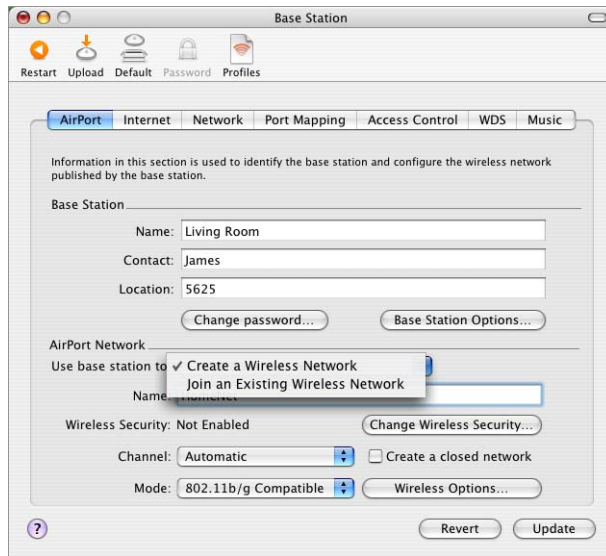 Base Station
Restart Upload Default Password Profiles
AirPort Internet Network Port Mapping Access Control WDS Music
Information in this section is used to identify the base station and configure the wireless network
published by the base station.
Base Station
Name: Living Room
Contact: James
Location: 5625
Change password... Base Station Options...
AirPort Network
Use base station to ✓ Create a Wireless Network
Join an Existing Wireless Network
Name: HomeNet
Wireless Security: Not Enabled Change Wireless Security...
Channel: Automatic Create a closed network
Mode: 802.11b/g Compatible Wireless Options...
? Revert Update